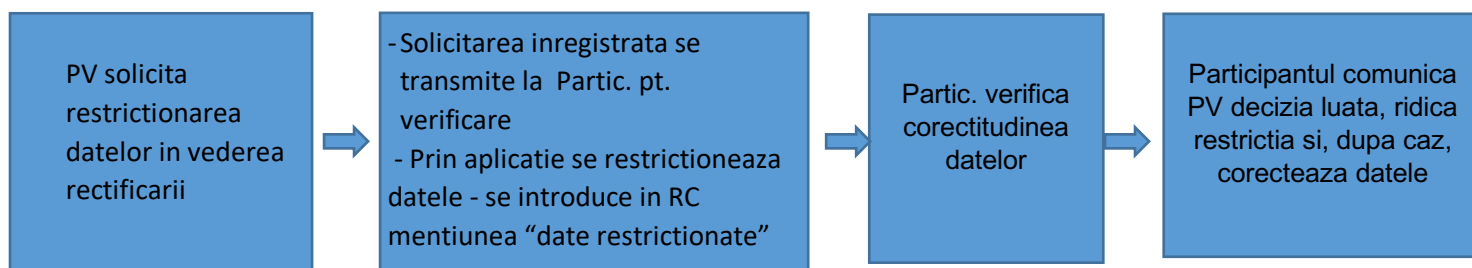 PV solicita
restrictionarea
datelor in vederea
rectificarii
-Solicitarea inregistrata se
transmite la Partic. pt.
verificare
- Prin aplicatie se restrictioneaza
datele - se introduce in RC
mentiunea “date restrictionate”
Partic. verifica
corectitudinea
datelor
Participantul comunica
PV decizia luata, ridica
restrictia si, dupa caz,
corecteaza datele